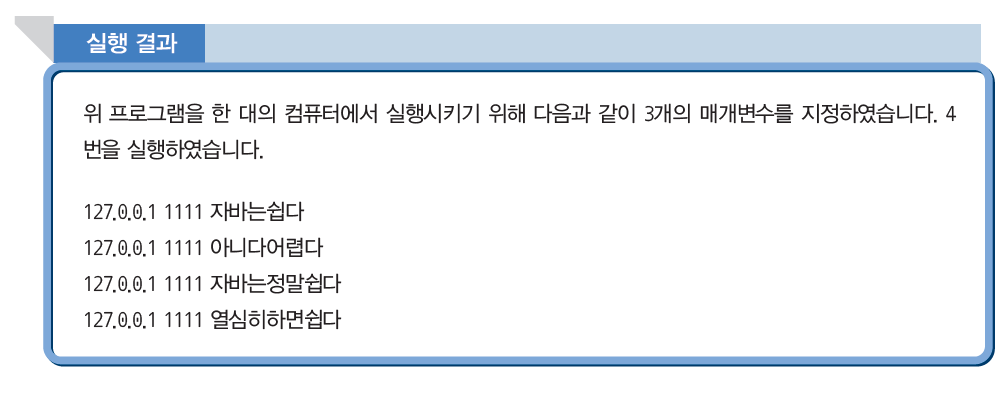 실행 결과
위 프로그램을 한 대의 컴퓨터에서 실행시키기 위해 다음과 같이 3개의 매개변수를 지정하였습니다. 4
번을 실행하였습니다.
127.0.0.1 1111 자바는쉽다
127.0.0.1 1111 아니다어렵다
127.0.0.1 1111 자바는정말쉽다
127.0.0.1 1111 열심히하면쉽다